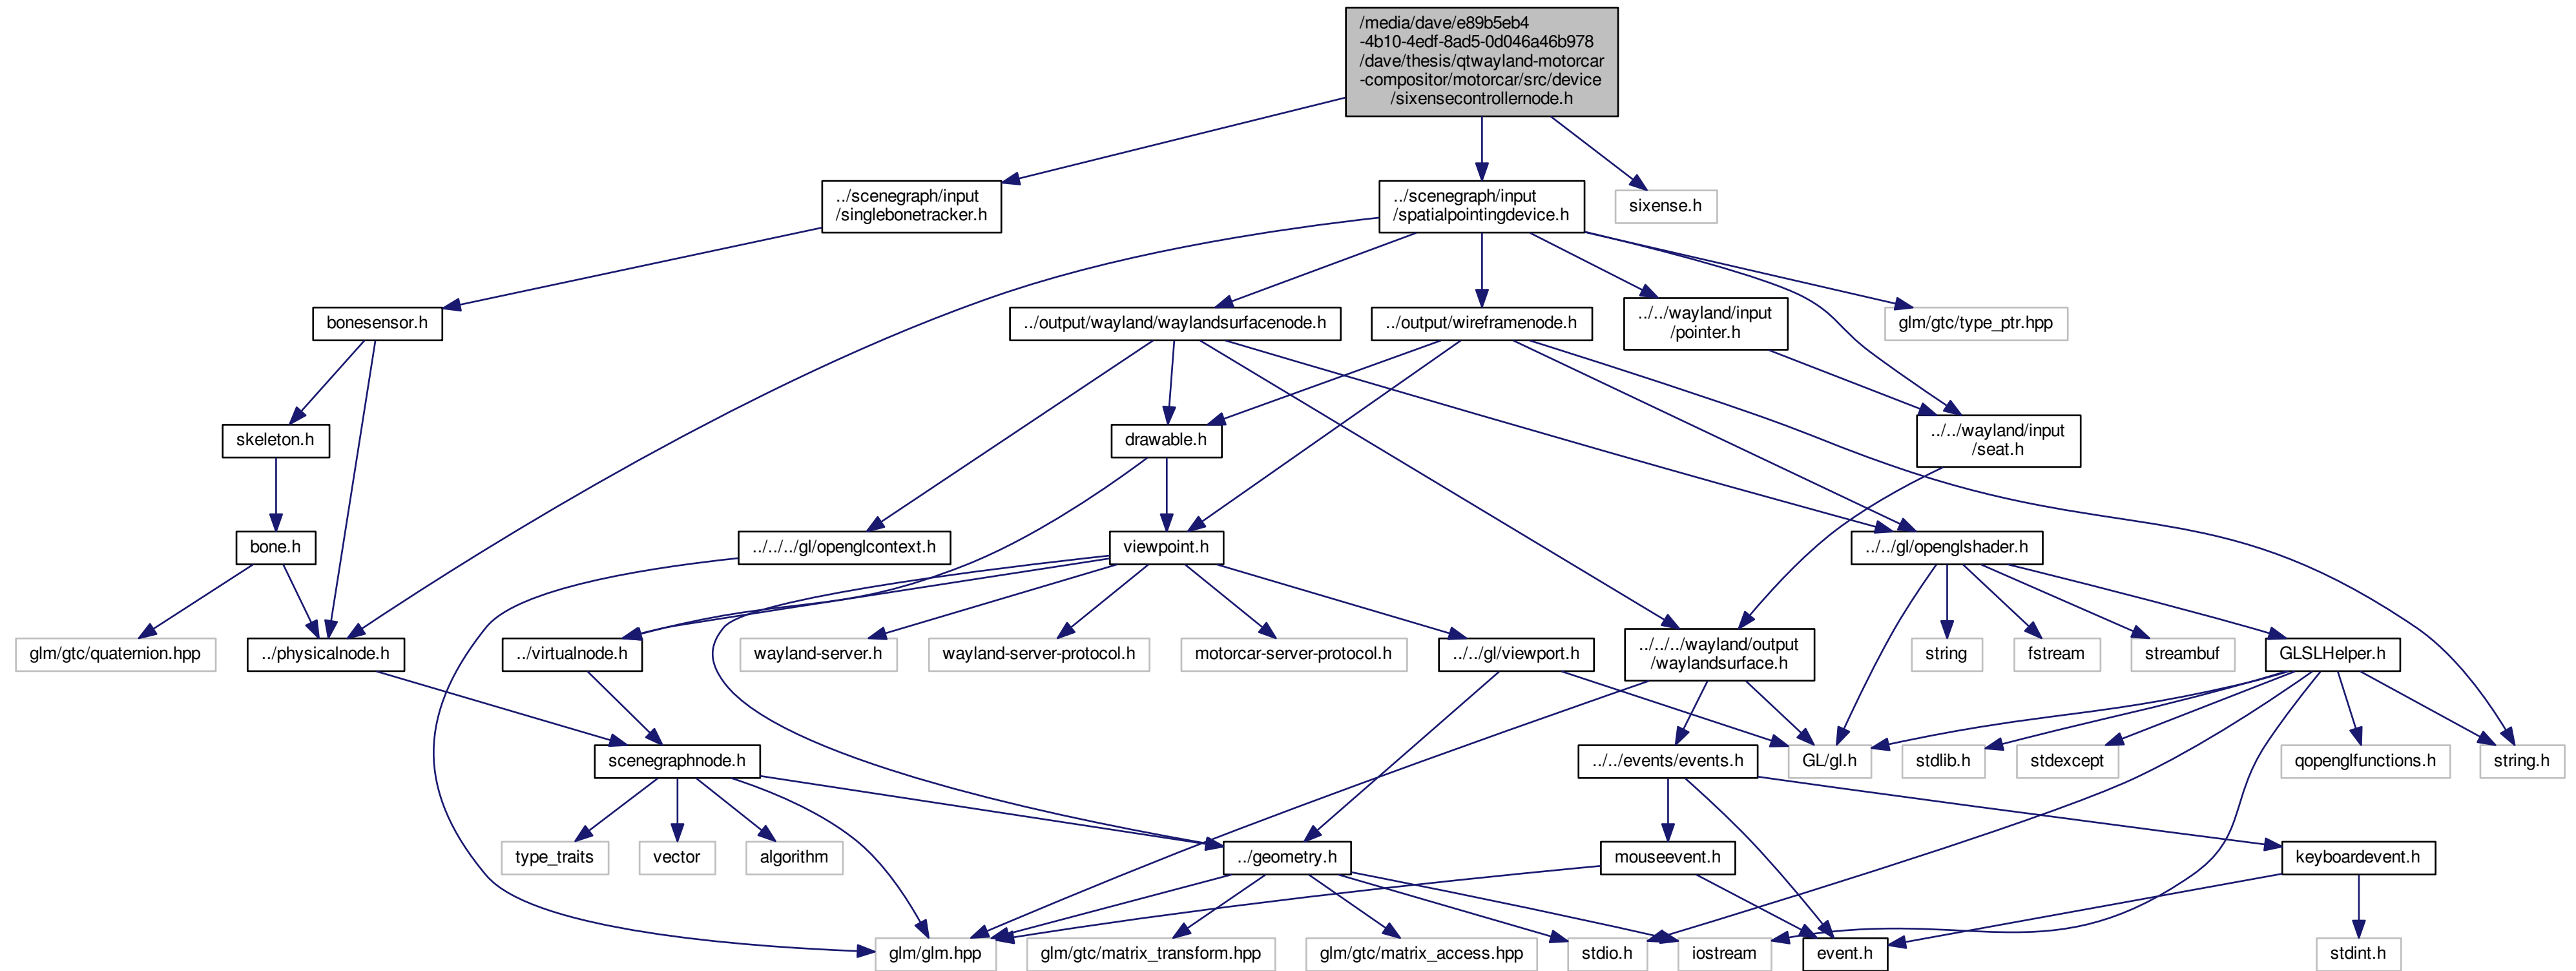 /media/dave/e89b5eb4
-4b10-4edf-8ad5-0d046a46b978
/dave/thesis/qtwayland-motorcar
-compositor/motorcar/src/device
/sixensecontrollernode.h
../scenegraph/input
/singlebonetracker.h
../scenegraph/input
/spatialpointingdevice.h
sixense.h
bonesensor.h
../output/wayland/waylandsurfacenode.h
../output/wireframenode.h
../../wayland/input
/pointer.h
glm/gtc/type_ptr.hpp
skeleton.h
drawable.h
../../wayland/input
/seat.h
bone.h
../../../gl/openglcontext.h
viewpoint.h
../../gl/openglshader.h
glm/gtc/quaternion.hpp
../physicalnode.h
../virtualnode.h
wayland-server.h
wayland-server-protocol.h
motorcar-server-protocol.h
../../gl/viewport.h
../../../wayland/output
/waylandsurface.h
string
fstream
streambuf
GLSLHelper.h
scenegraphnode.h
../../events/events.h
GL/gl.h
stdlib.h
stdexcept
qopenglfunctions.h
string.h
type_traits
vector
algorithm
../geometry.h
mouseevent.h
keyboardevent.h
glm/glm.hpp
glm/gtc/matrix_transform.hpp
glm/gtc/matrix_access.hpp
stdio.h
iostream
event.h
stdint.h